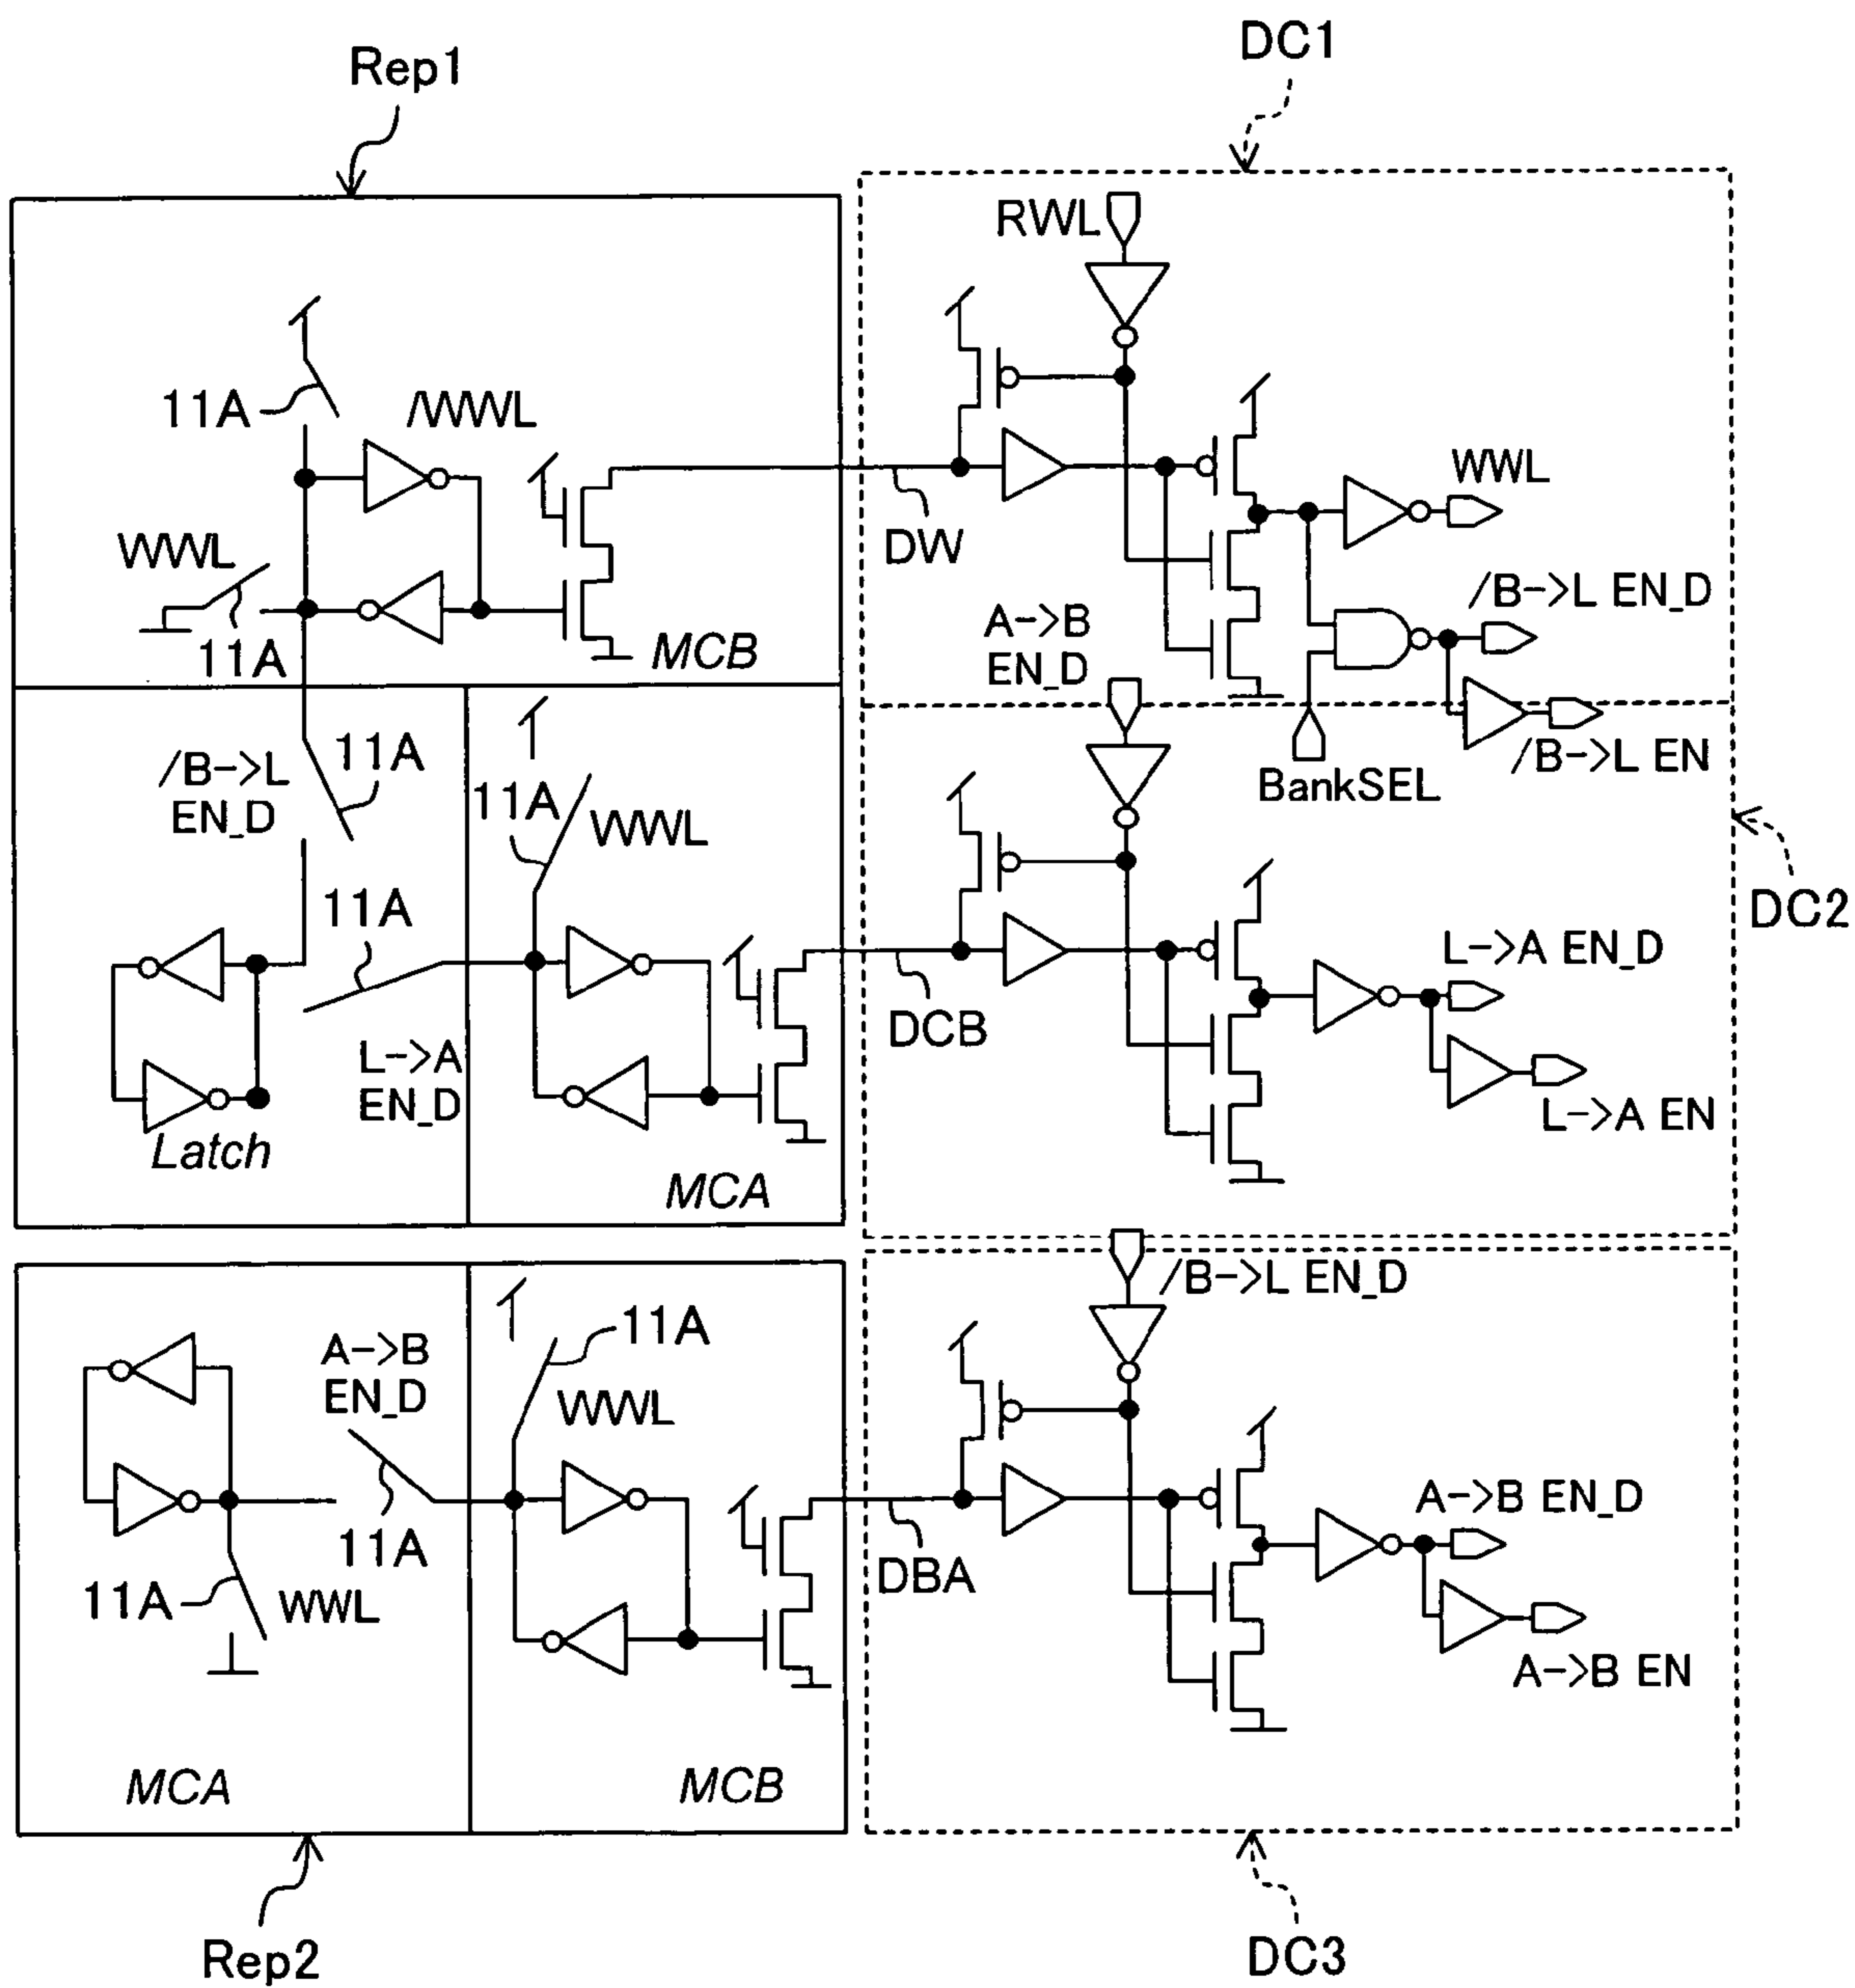 Rep1
DC1
RWL
11A
/WWL
WWL
WWL
DW
/B->L EN_D
11A
MCB
A->B
EN_D
/B->L EN
BankSEL
/B->L
EN_D
11A
11A
WWL
11A
DC2
L->A EN_D
DCB
L->A
EN_D
L->A EN
Latch
MCA
/B->L EN_D
A->B
EN_D
11A
WWL
A->B EN_D
11A
DBA
11A
WWL
A->B EN
MCA
MCB
Rep2
DC3